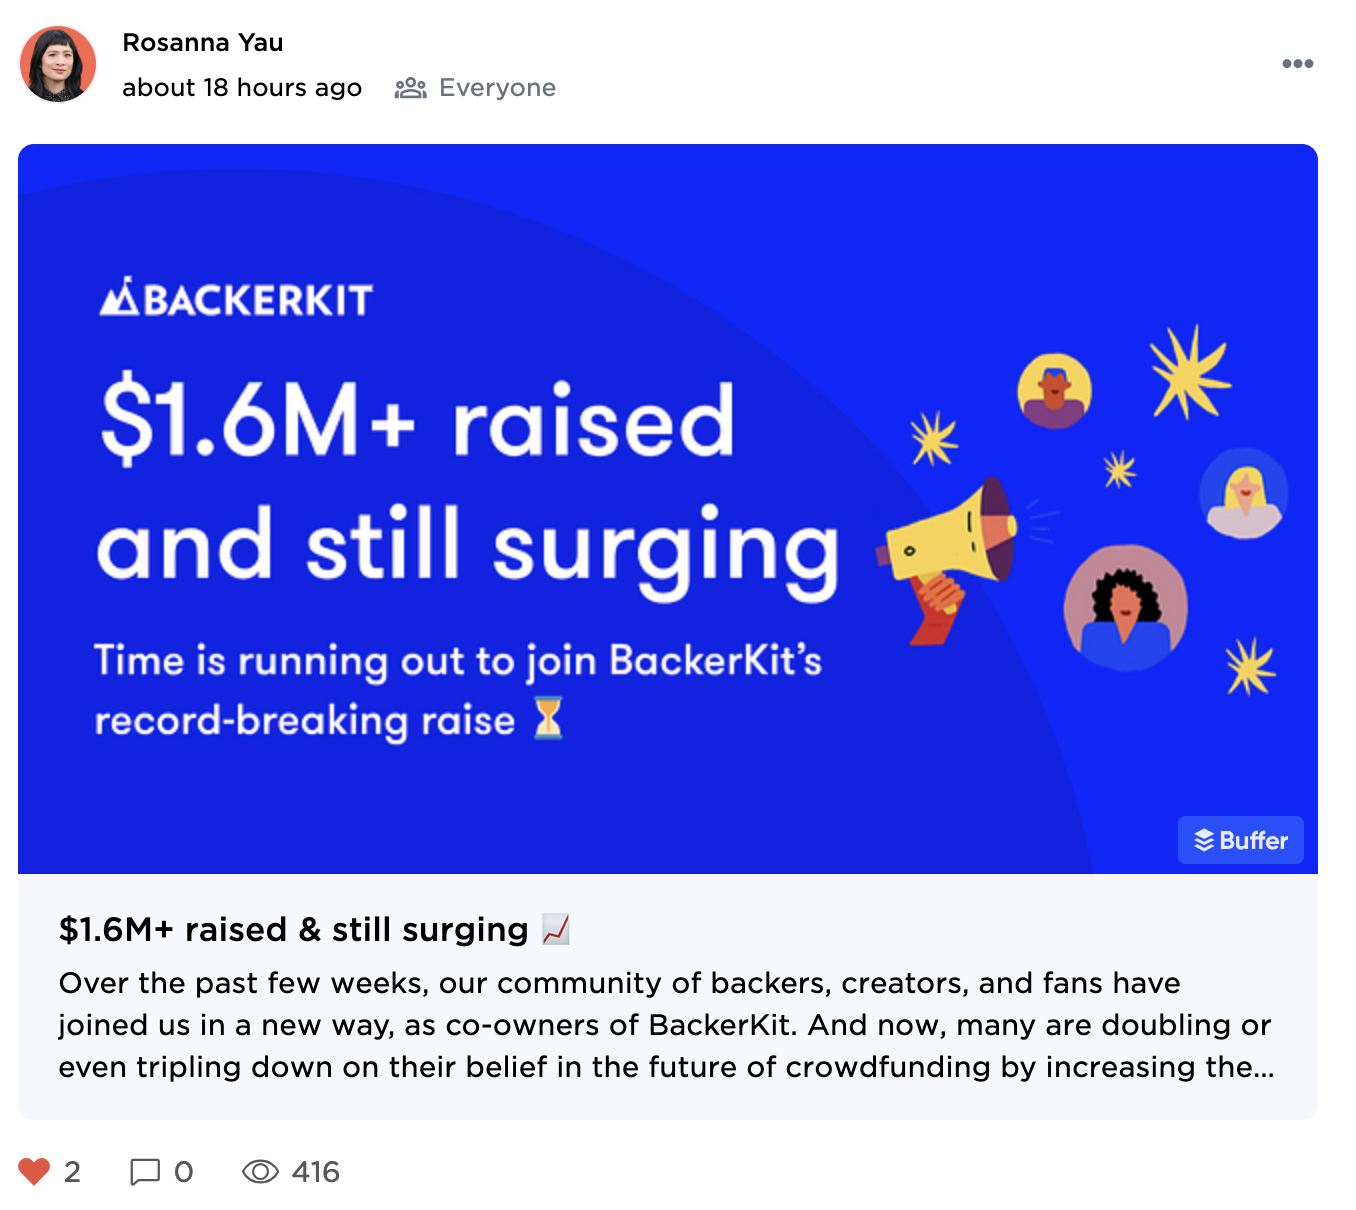 Rosanna Yau
about 18 hours ago Everyone
BACKERKIT
$1.6M+ raised
and still surging
Time is running out to join BackerKit’s
record-breaking raise ⏳
Buffer
$1.6M+ raised & still surging 📈
Over the past few weeks, our community of backers, creators, and fans have
joined us in a new way, as co-owners of BackerKit. And now, many are doubling or
even tripling down on their belief in the future of crowdfunding by increasing the...
2 0 416